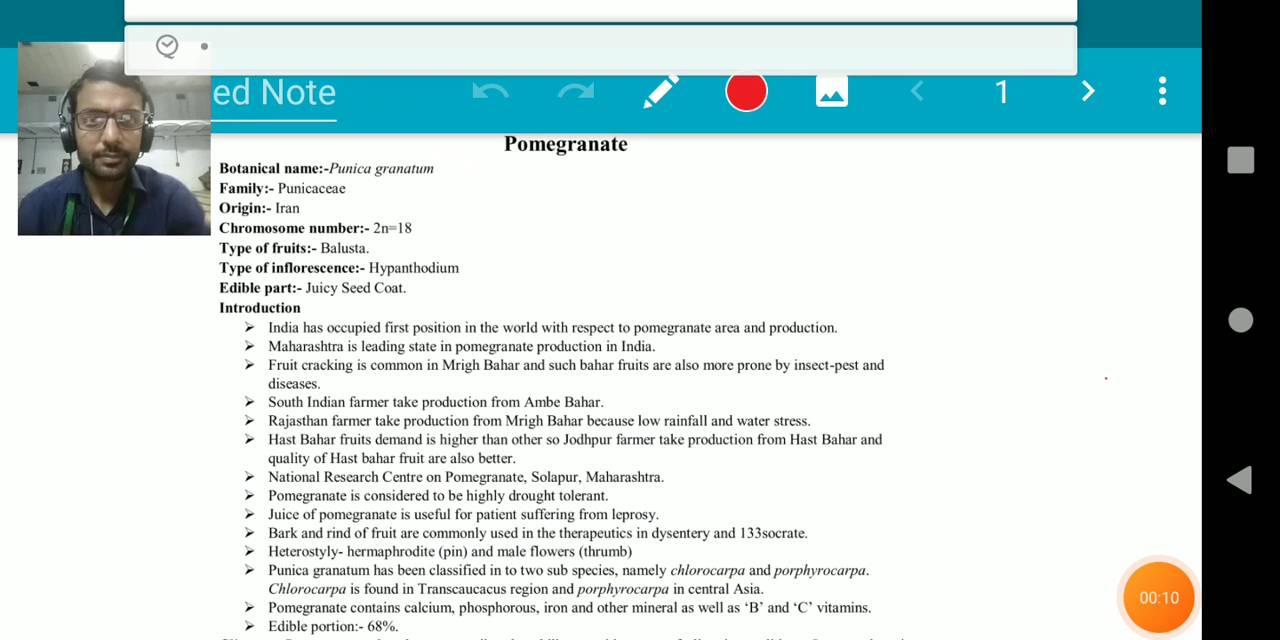 ed Note
1
Pomegranate
Botanical name:-Punica granatum
Family:- Punicaceae
Origin:- Iran
Chromosome number:- 2n=18
Type of fruits:- Balusta.
Type of inflorescence:- Hypanthodium
Edible part:- Juicy Seed Coat.
Introduction
➢ India has occupied first position in the world with respect to pomegranate area and production.
➢ Maharashtra is leading state in pomegranate production in India.
➢ Fruit cracking is common in Mrigh Bahar and such bahar fruits are also more prone by insect-pest and
diseases.
➢ South Indian farmer take production from Ambe Bahar.
➢ Rajasthan farmer take production from Mrigh Bahar because low rainfall and water stress.
➢ Hast Bahar fruits demand is higher than other so Jodhpur farmer take production from Hast Bahar and
quality of Hast bahar fruit are also better.
➢ National Research Centre on Pomegranate, Solapur, Maharashtra.
➢ Pomegranate is considered to be highly drought tolerant.
➢ Juice of pomegranate is useful for patient suffering from leprosy.
➢ Bark and rind of fruit are commonly used in the therapeutics in dysentery and 133socrate.
➢ Heterostyly- hermaphrodite (pin) and male flowers (thrumb)
➢ Punica granatum has been classified in to two sub species, namely chlorocarpa and porphyrocarpa.
Chlorocarpa is found in Transcaucacus region and porphyrocarpa in central Asia.
➢ Pomegranate contains calcium, phosphorous, iron and other mineral as well as ‘B’ and ‘C’ vitamins.
➢ Edible portion:- 68%.
00:10